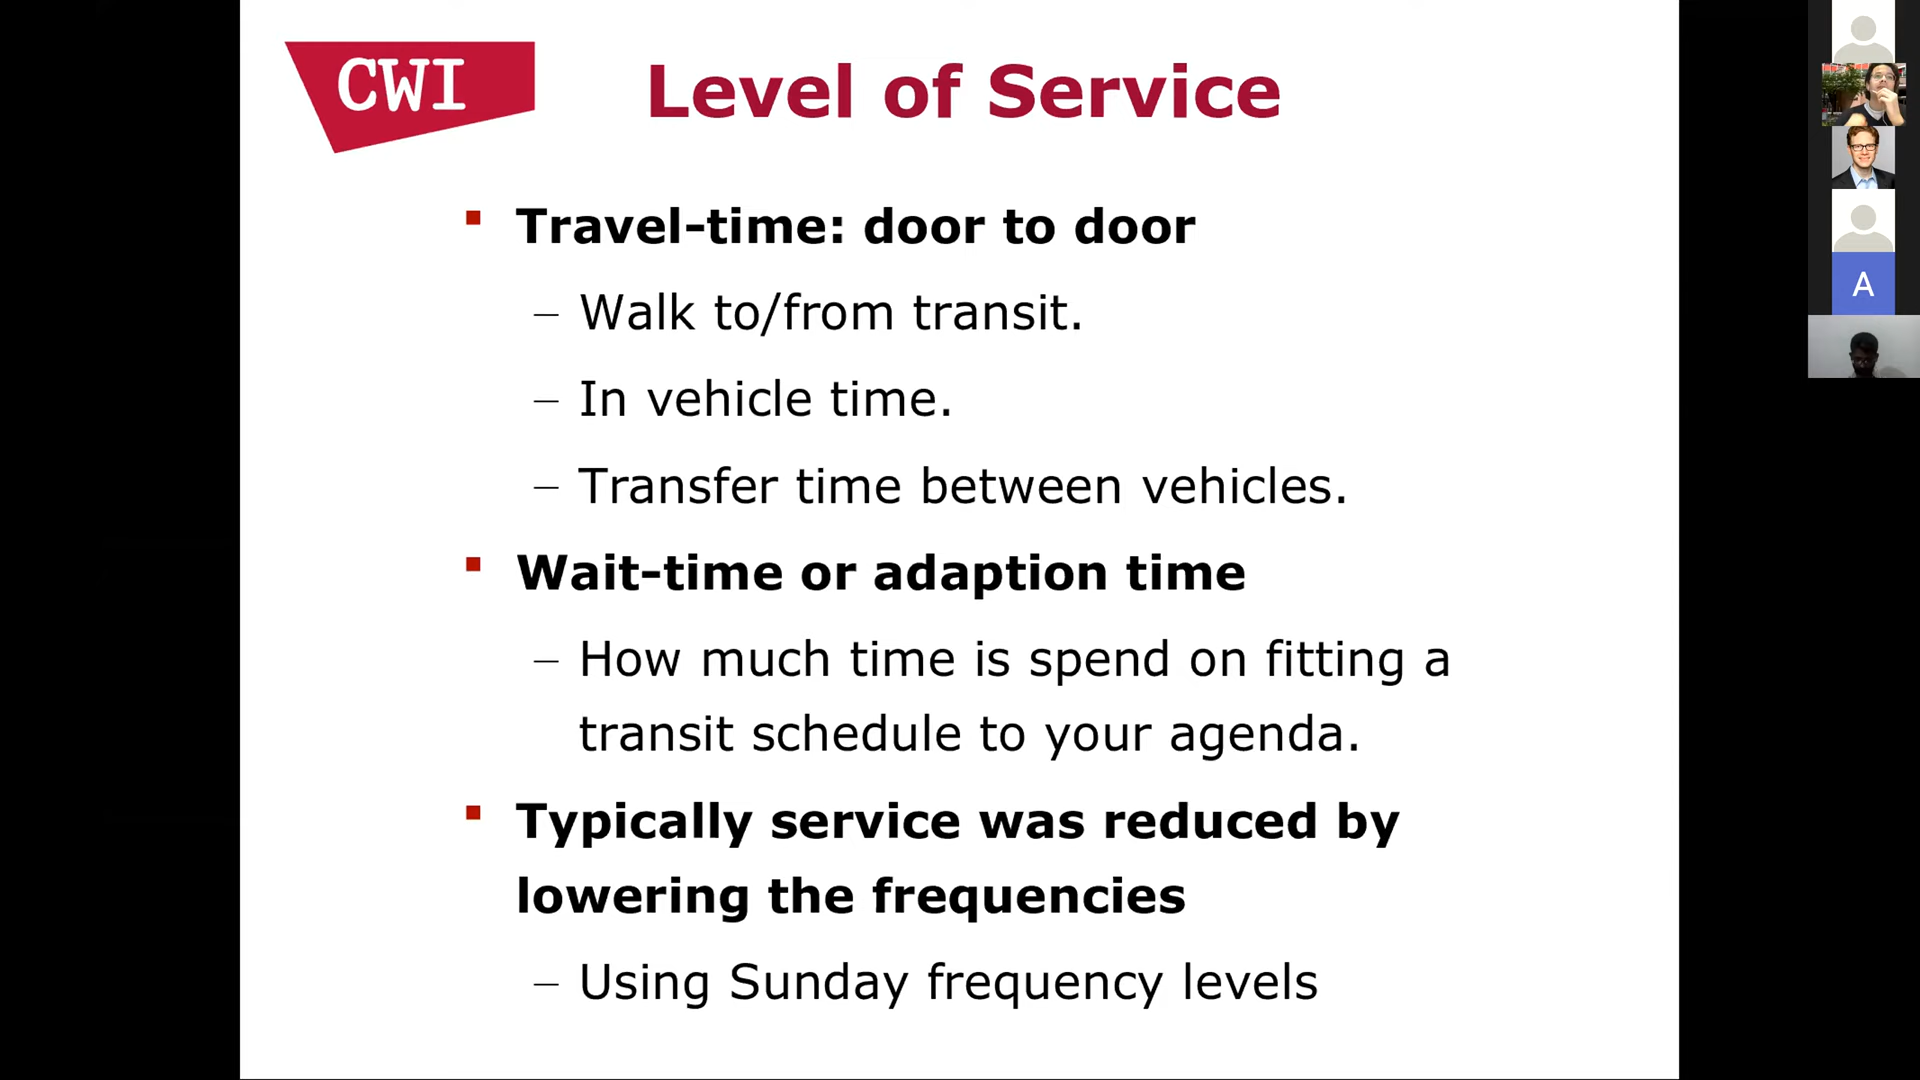 CWI
Level of Service
Travel-time: door to door
– Walk to/from transit.
– In vehicle time.
– Transfer time between vehicles.
Wait-time or adaption time
– How much time is spend on fitting a
transit schedule to your agenda.
Typically service was reduced by
lowering the frequencies
– Using Sunday frequency levels
A